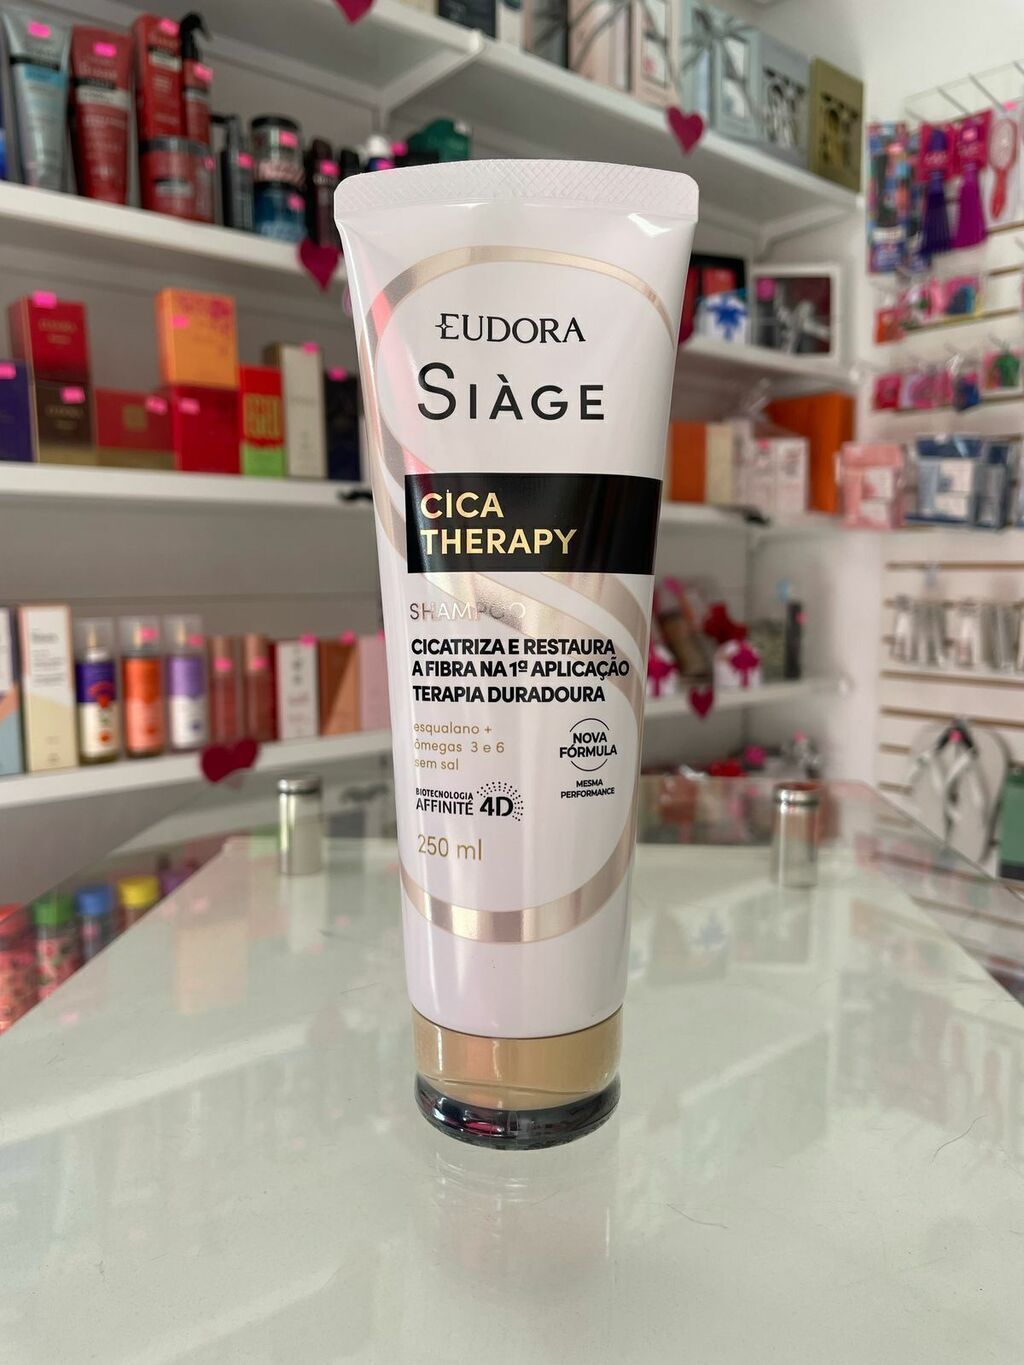 EUDORA
SIÀGE
CICA
THERAPY
SHAMPOO
CICATRIZA E RESTAURA
A FIBRA NA 1ª APLICAÇÃO
TERAPIA DURADOURA
esqualano +
ômegas 3 e 6
sem sal
NOVA
FÓRMULA
MESMA
PERFORMANCE
BIOTECNOLOGIA
AFFINITÉ 4D
250 ml